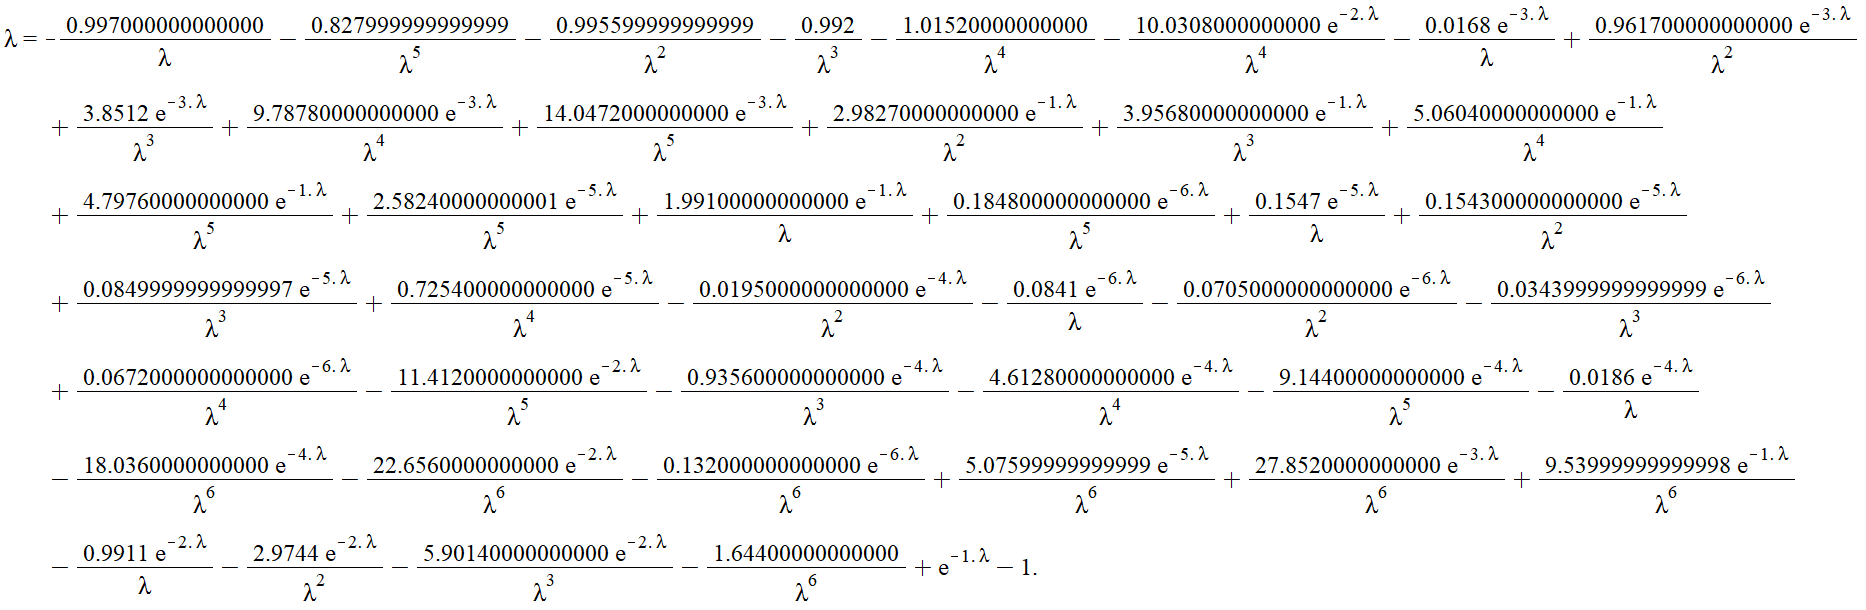 λ = - 0.997000000000000/λ − 0.827999999999999/λ^5 − 0.995599999999999/λ^2 − 0.992/λ^3 − 1.01520000000000/λ^4 − 10.0308000000000 e^(-2.λ)/λ^4 − 0.0168 e^(-3.λ)/λ + 0.961700000000000 e^(-3.λ)/λ^2
+ 3.8512 e^(-3.λ)/λ^3 + 9.78780000000000 e^(-3.λ)/λ^4 + 14.0472000000000 e^(-3.λ)/λ^5 + 2.98270000000000 e^(-1.λ)/λ^2 + 3.95680000000000 e^(-1.λ)/λ^3 + 5.06040000000000 e^(-1.λ)/λ^4
+ 4.79760000000000 e^(-1.λ)/λ^5 + 2.58240000000001 e^(-5.λ)/λ^5 + 1.99100000000000 e^(-1.λ)/λ + 0.184800000000000 e^(-6.λ)/λ^5 + 0.1547 e^(-5.λ)/λ + 0.154300000000000 e^(-5.λ)/λ^2
+ 0.0849999999999997 e^(-5.λ)/λ^3 + 0.725400000000000 e^(-5.λ)/λ^4 − 0.0195000000000000 e^(-4.λ)/λ^2 − 0.0841 e^(-6.λ)/λ − 0.0705000000000000 e^(-6.λ)/λ^2 − 0.0343999999999999 e^(-6.λ)/λ^3
+ 0.0672000000000000 e^(-6.λ)/λ^4 − 11.4120000000000 e^(-2.λ)/λ^5 − 0.935600000000000 e^(-4.λ)/λ^3 − 4.61280000000000 e^(-4.λ)/λ^4 − 9.14400000000000 e^(-4.λ)/λ^5 − 0.0186 e^(-4.λ)/λ
− 18.0360000000000 e^(-4.λ)/λ^6 − 22.6560000000000 e^(-2.λ)/λ^6 − 0.132000000000000 e^(-6.λ)/λ^6 + 5.07599999999999 e^(-5.λ)/λ^6 + 27.8520000000000 e^(-3.λ)/λ^6 + 9.53999999999998 e^(-1.λ)/λ^6
− 0.9911 e^(-2.λ)/λ − 2.9744 e^(-2.λ)/λ^2 − 5.90140000000000 e^(-2.λ)/λ^3 − 1.64400000000000/λ^6 + e^(-1.λ) − 1.